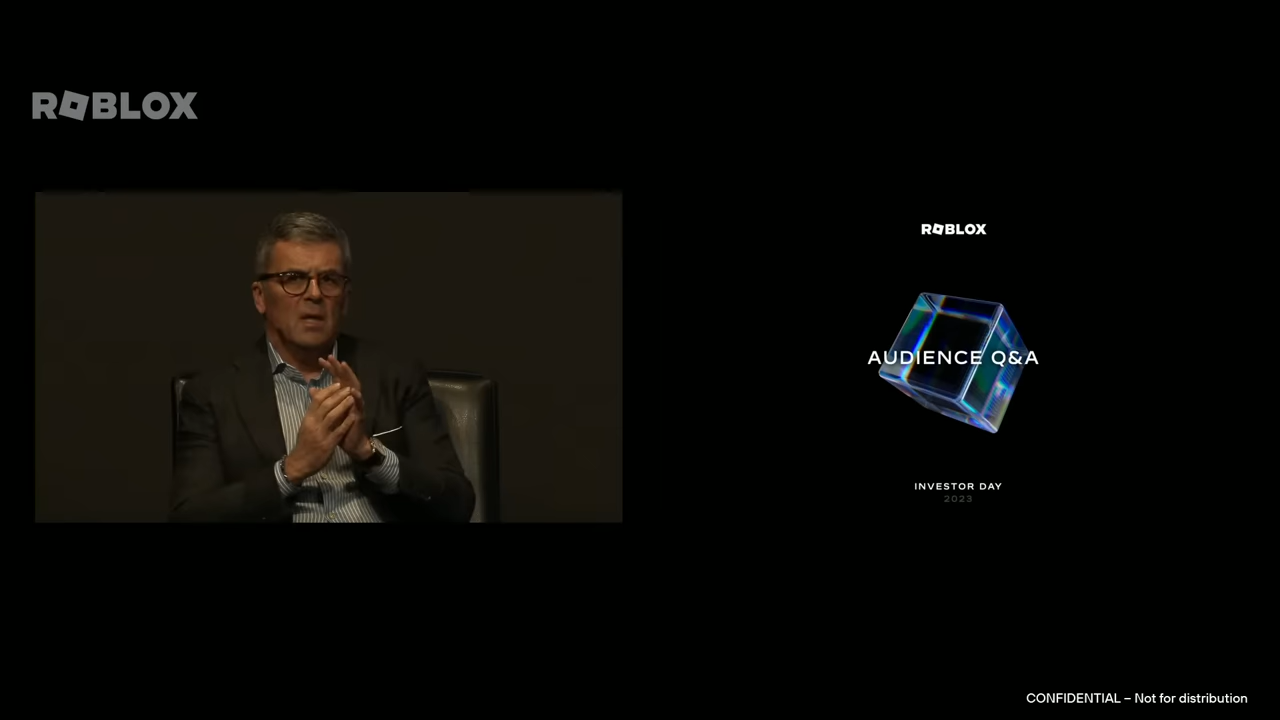 ROBLOX
ROBLOX
AUDIENCE Q&A
INVESTOR DAY
2023
CONFIDENTIAL – Not for distribution